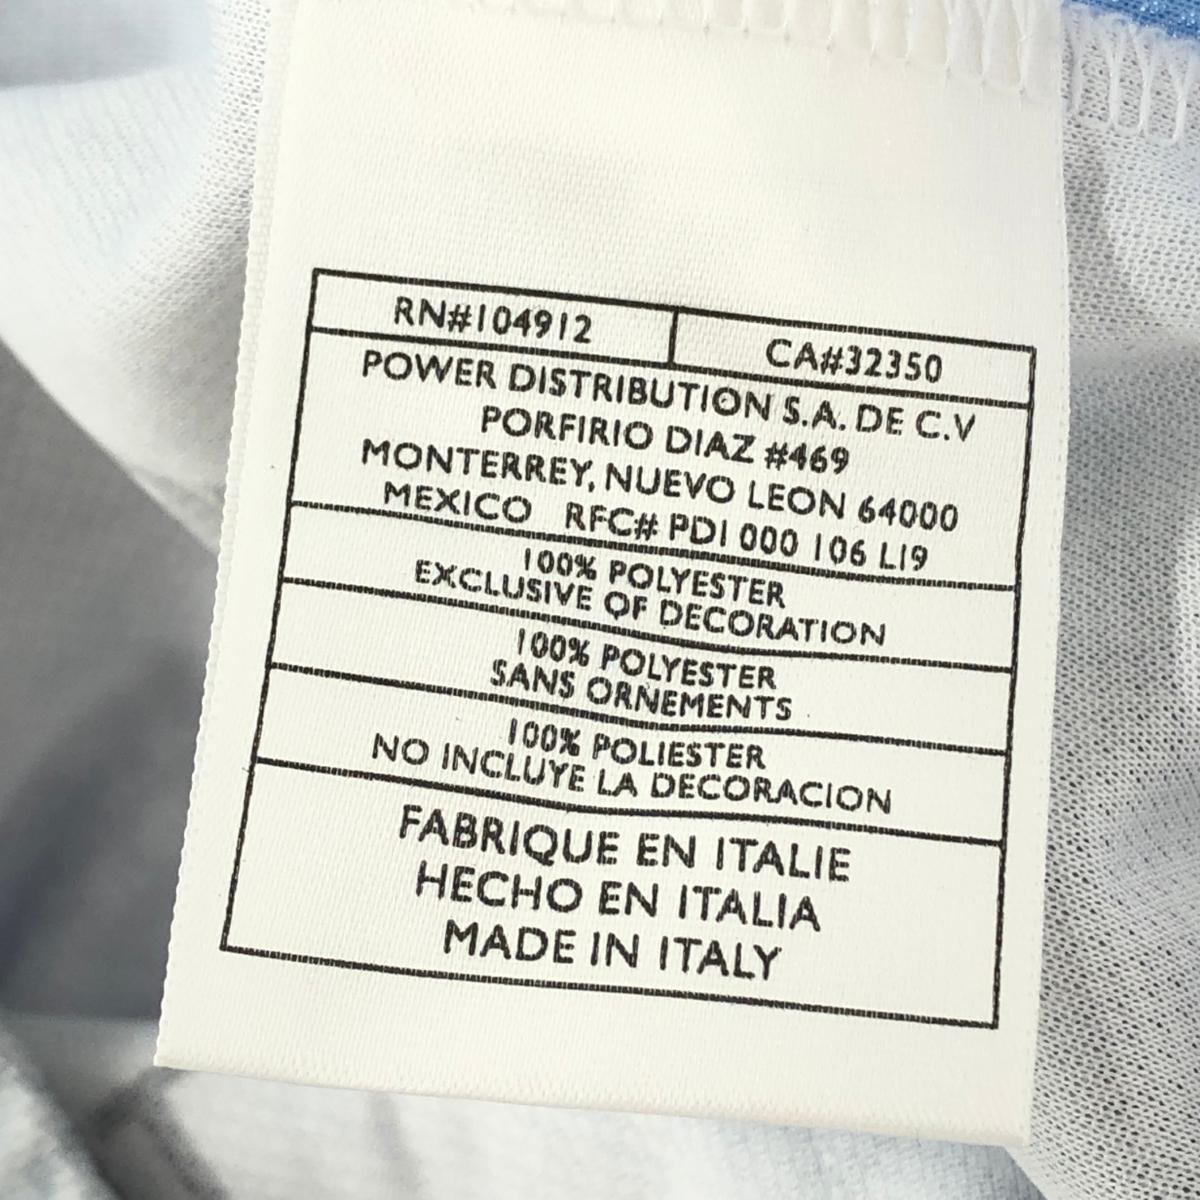 RN#104912
CA#32350
POWER DISTRIBUTION S.A. DE C.V
PORFIRIO DIAZ #469
MONTERREY, NUEVO LEON 64000
MEXICO RFC# PDI 000 106 LI9
100% POLYESTER
EXCLUSIVE OF DECORATION
100% POLYESTER
SANS ORNEMENTS
100% POLIESTER
NO INCLUYE LA DECORACION
FABRIQUE EN ITALIE
HECHO EN ITALIA
MADE IN ITALY